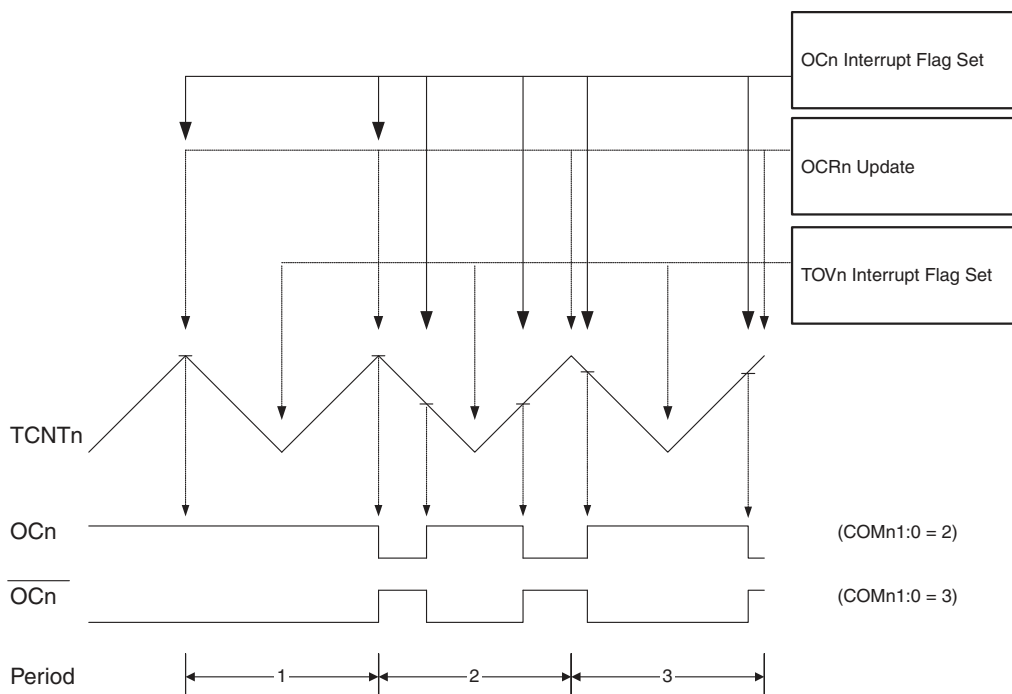 OCn Interrupt Flag Set
OCRn Update
TOVn Interrupt Flag Set
TCNTn
OCn
(COMn1:0 = 2)
OCn
(COMn1:0 = 3)
Period
1
2
3